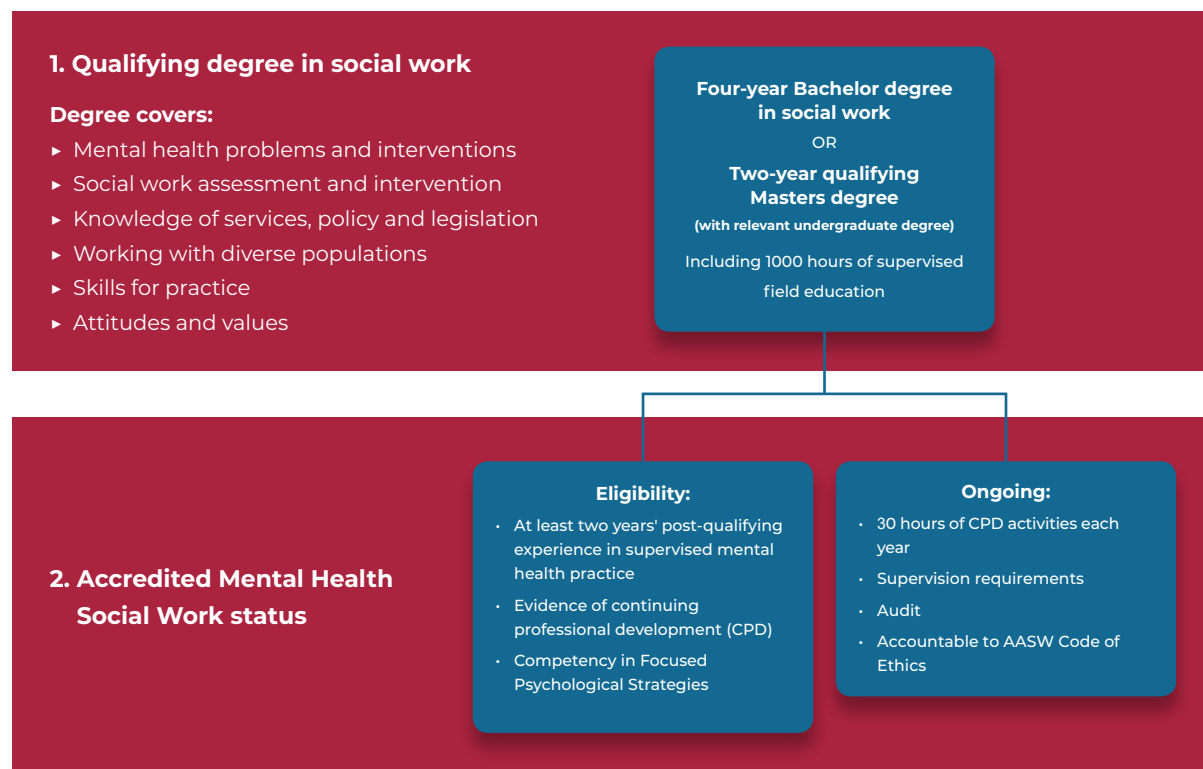 1. Qualifying degree in social work
Degree covers:
▸ Mental health problems and interventions
▸ Social work assessment and intervention
▸ Knowledge of services, policy and legislation
▸ Working with diverse populations
▸ Skills for practice
▸ Attitudes and values
Four-year Bachelor degree
in social work
OR
Two-year qualifying
Masters degree
(with relevant undergraduate degree)
Including 1000 hours of supervised
field education
2. Accredited Mental Health
Social Work status
Eligibility:
• At least two years' post-qualifying
experience in supervised mental
health practice
• Evidence of continuing
professional development (CPD)
• Competency in Focused
Psychological Strategies
Ongoing:
• 30 hours of CPD activities each
year
• Supervision requirements
• Audit
• Accountable to AASW Code of
Ethics